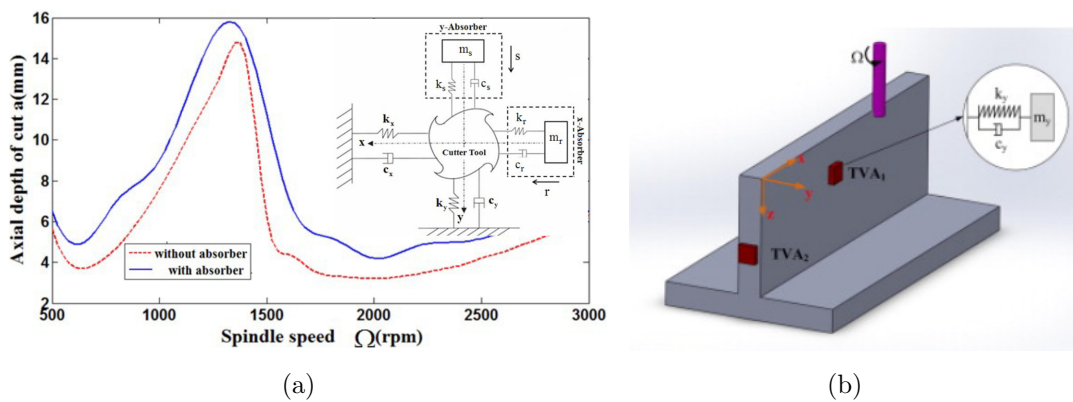 16
14
12
10
8
6
4
2
Axial depth of cut a(mm)
500
1000
1500
2000
2500
3000
Spindle speed Ω(rpm)
without absorber
with absorber
y-Absorber
m_s
s
k_s
c_s
k_x
x
c_x
Cutter Tool
k_r
c_r
m_r
x-Absorber
r
k_y
y
c_y
(a)
Ω
x
y
z
TVA₁
TVA₂
k_y
c_y
m_y
(b)